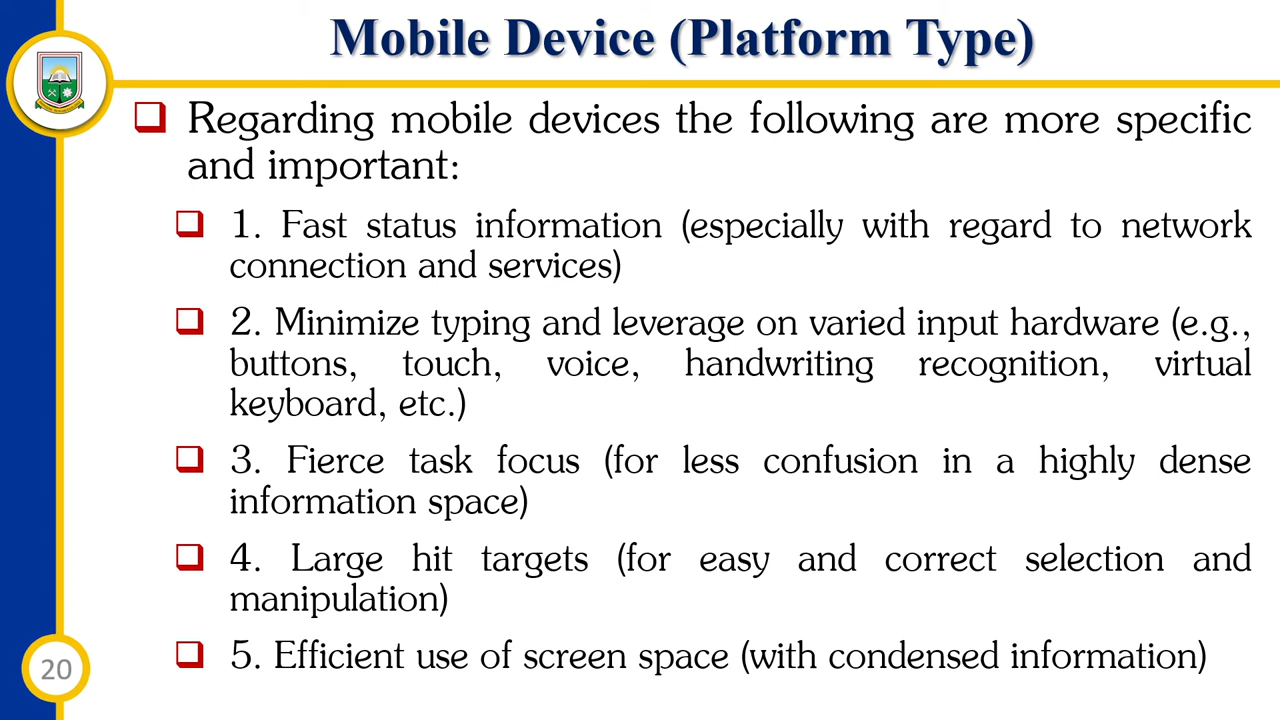 Mobile Device (Platform Type)
Regarding mobile devices the following are more specific
and important:
1. Fast status information (especially with regard to network
connection and services)
2. Minimize typing and leverage on varied input hardware (e.g.,
buttons, touch, voice, handwriting recognition, virtual
keyboard, etc.)
3. Fierce task focus (for less confusion in a highly dense
information space)
4. Large hit targets (for easy and correct selection and
manipulation)
5. Efficient use of screen space (with condensed information)
20